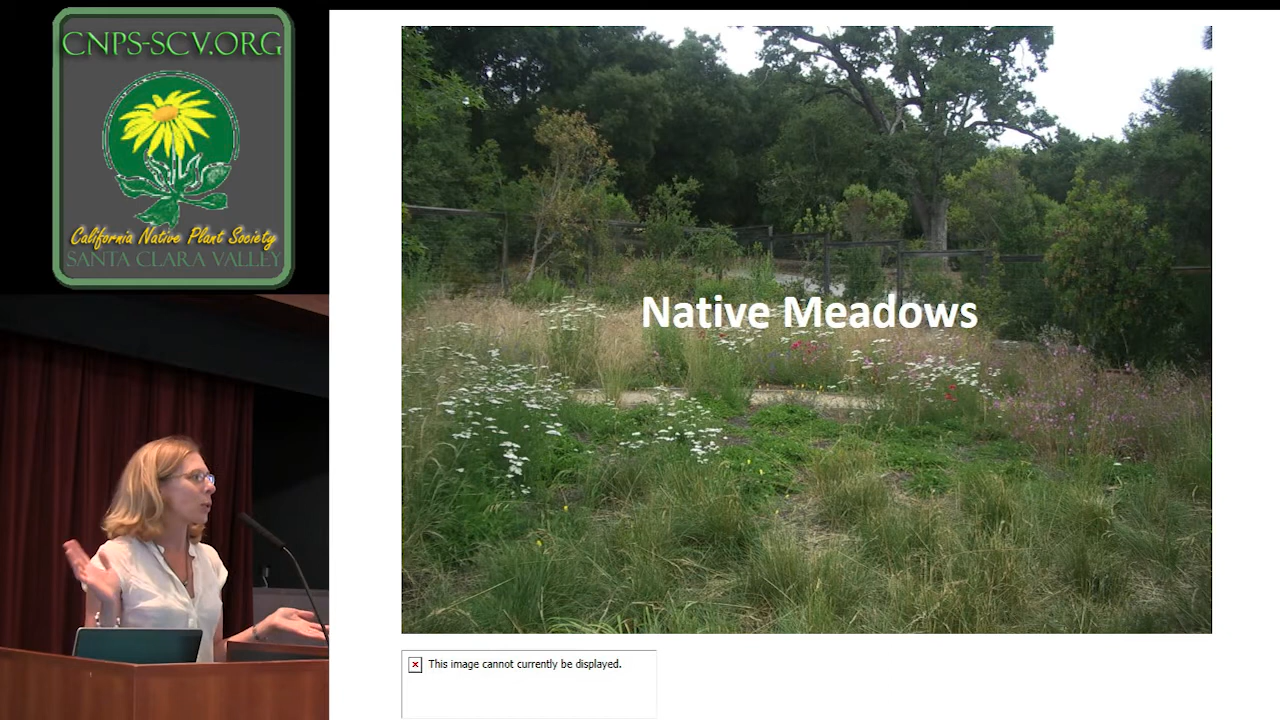 CNPS-SCV.ORG
California Native Plant Society
SANTA CLARA VALLEY
Native Meadows
This image cannot currently be displayed.